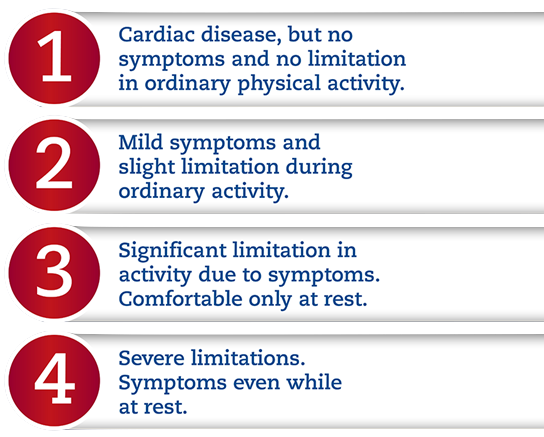 1
Cardiac disease, but no
symptoms and no limitation
in ordinary physical activity.
2
Mild symptoms and
slight limitation during
ordinary activity.
3
Significant limitation in
activity due to symptoms.
Comfortable only at rest.
4
Severe limitations.
Symptoms even while
at rest.